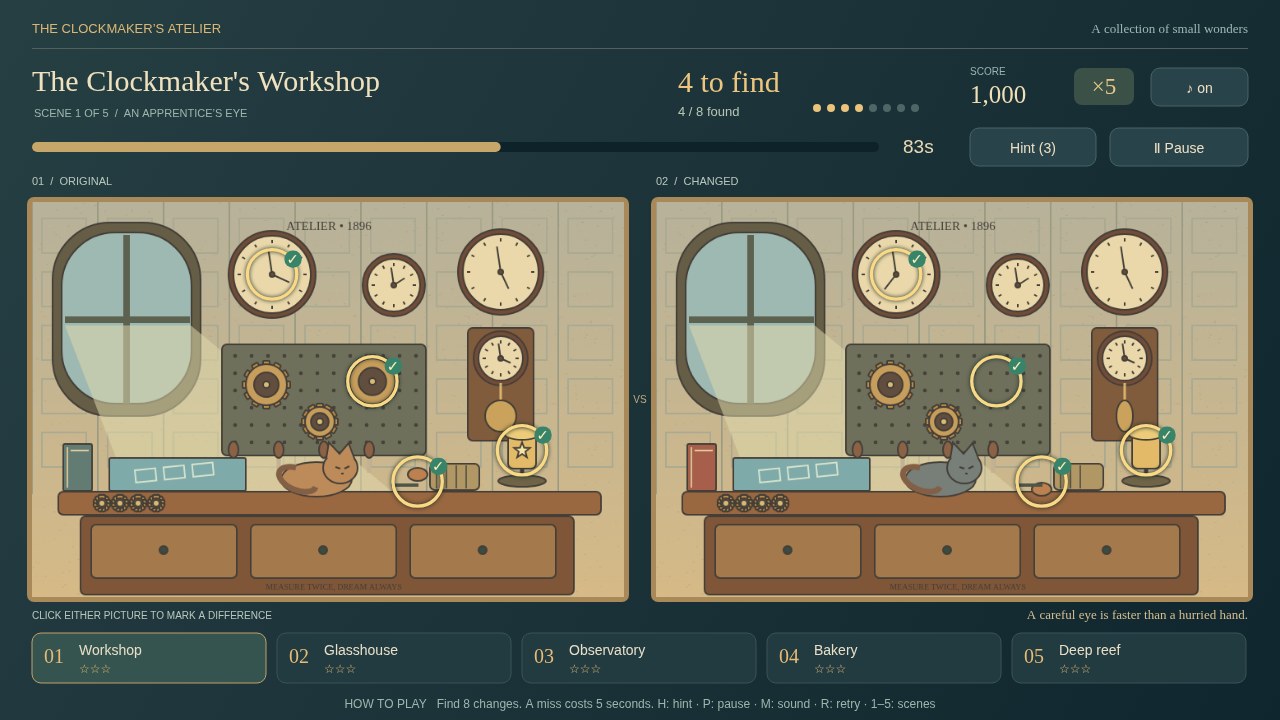 THE CLOCKMAKER'S ATELIER
A collection of small wonders
The Clockmaker's Workshop
SCENE 1 OF 5 / AN APPRENTICE'S EYE
4 to find
4 / 8 found
SCORE
1,000
×5
♪ on
83s
Hint (3)
Ⅱ Pause
01 / ORIGINAL
02 / CHANGED
ATELIER • 1896
ATELIER • 1896
VS
MEASURE TWICE, DREAM ALWAYS
MEASURE TWICE, DREAM ALWAYS
CLICK EITHER PICTURE TO MARK A DIFFERENCE
A careful eye is faster than a hurried hand.
01 Workshop
☆☆☆
02 Glasshouse
☆☆☆
03 Observatory
☆☆☆
04 Bakery
☆☆☆
05 Deep reef
☆☆☆
HOW TO PLAY Find 8 changes. A miss costs 5 seconds. H: hint · P: pause · M: sound · R: retry · 1–5: scenes